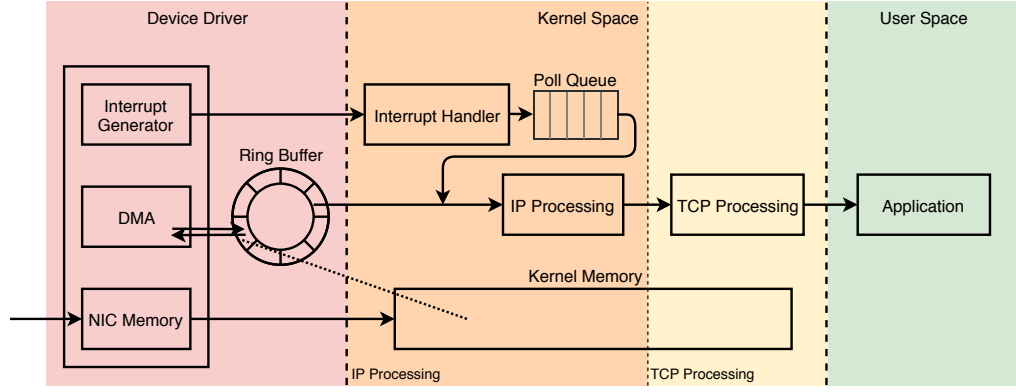 Device Driver
Kernel Space
User Space
Interrupt
Generator
Interrupt Handler
Poll Queue
Ring Buffer
DMA
IP Processing
TCP Processing
Application
Kernel Memory
NIC Memory
IP Processing
TCP Processing